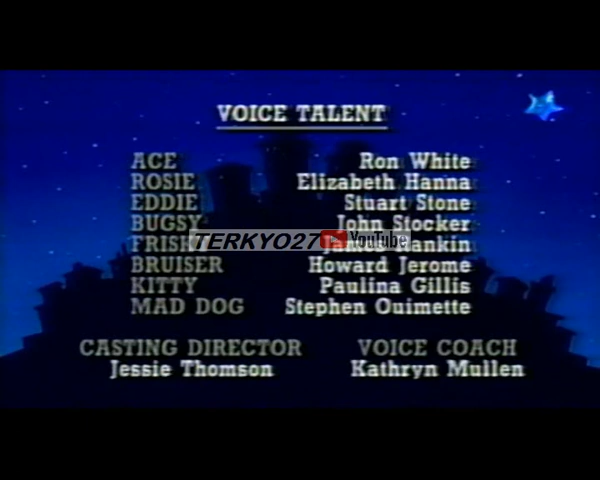 VOICE TALENT
ACE Ron White
ROSIE Elizabeth Hanna
EDDIE Stuart Stone
BUGSY John Stocker
TERKYO27 YouTube
BRUISER Howard Jerome
KITTY Paulina Gillis
MAD DOG Stephen Ouimette
CASTING DIRECTOR VOICE COACH
Jessie Thomson Kathryn Mullen